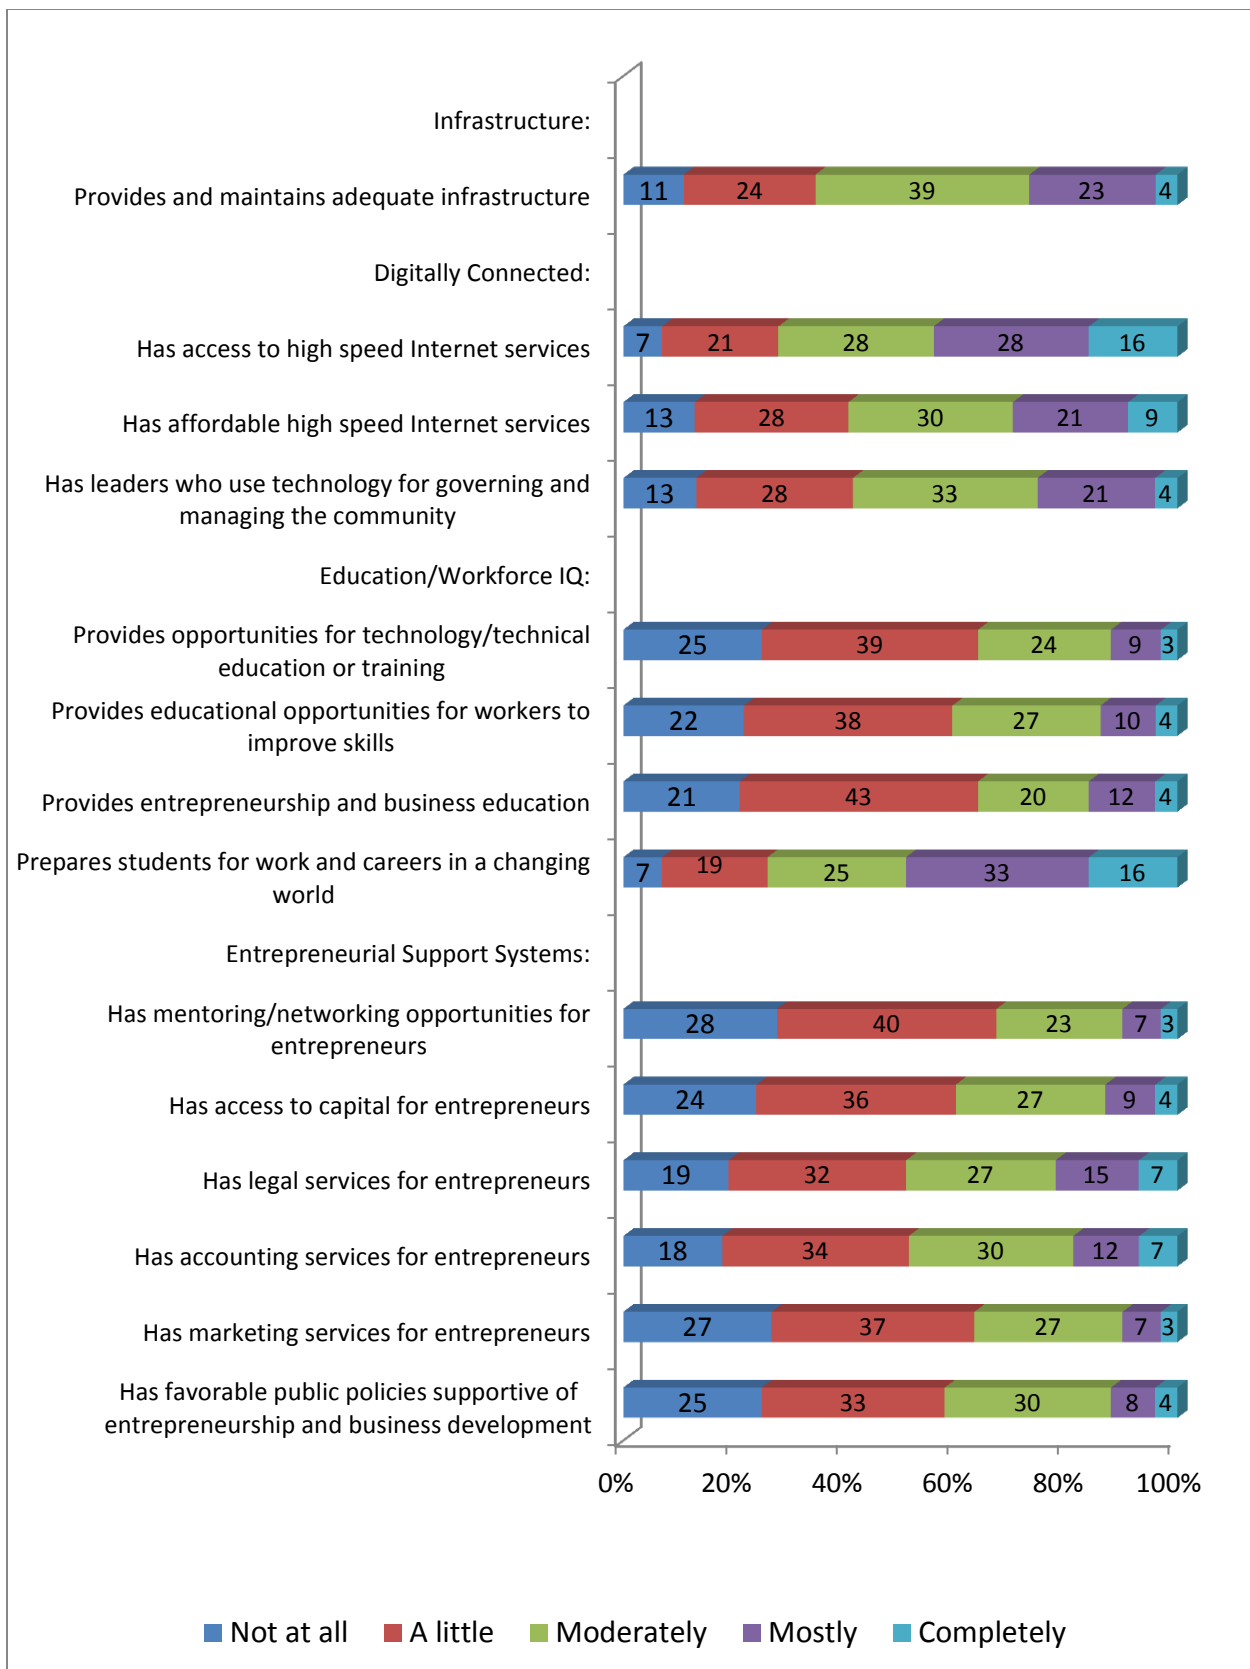 Infrastructure:
Provides and maintains adequate infrastructure
11 24 39 23 4
Digitally Connected:
Has access to high speed Internet services
7 21 28 28 16
Has affordable high speed Internet services
13 28 30 21 9
Has leaders who use technology for governing and
managing the community
13 28 33 21 4
Education/Workforce IQ:
Provides opportunities for technology/technical
education or training
25 39 24 9 3
Provides educational opportunities for workers to
improve skills
22 38 27 10 4
Provides entrepreneurship and business education
21 43 20 12 4
Prepares students for work and careers in a changing
world
7 19 25 33 16
Entrepreneurial Support Systems:
Has mentoring/networking opportunities for
entrepreneurs
28 40 23 7 3
Has access to capital for entrepreneurs
24 36 27 9 4
Has legal services for entrepreneurs
19 32 27 15 7
Has accounting services for entrepreneurs
18 34 30 12 7
Has marketing services for entrepreneurs
27 37 27 7 3
Has favorable public policies supportive of
entrepreneurship and business development
25 33 30 8 4
0% 20% 40% 60% 80% 100%
Not at all A little Moderately Mostly Completely